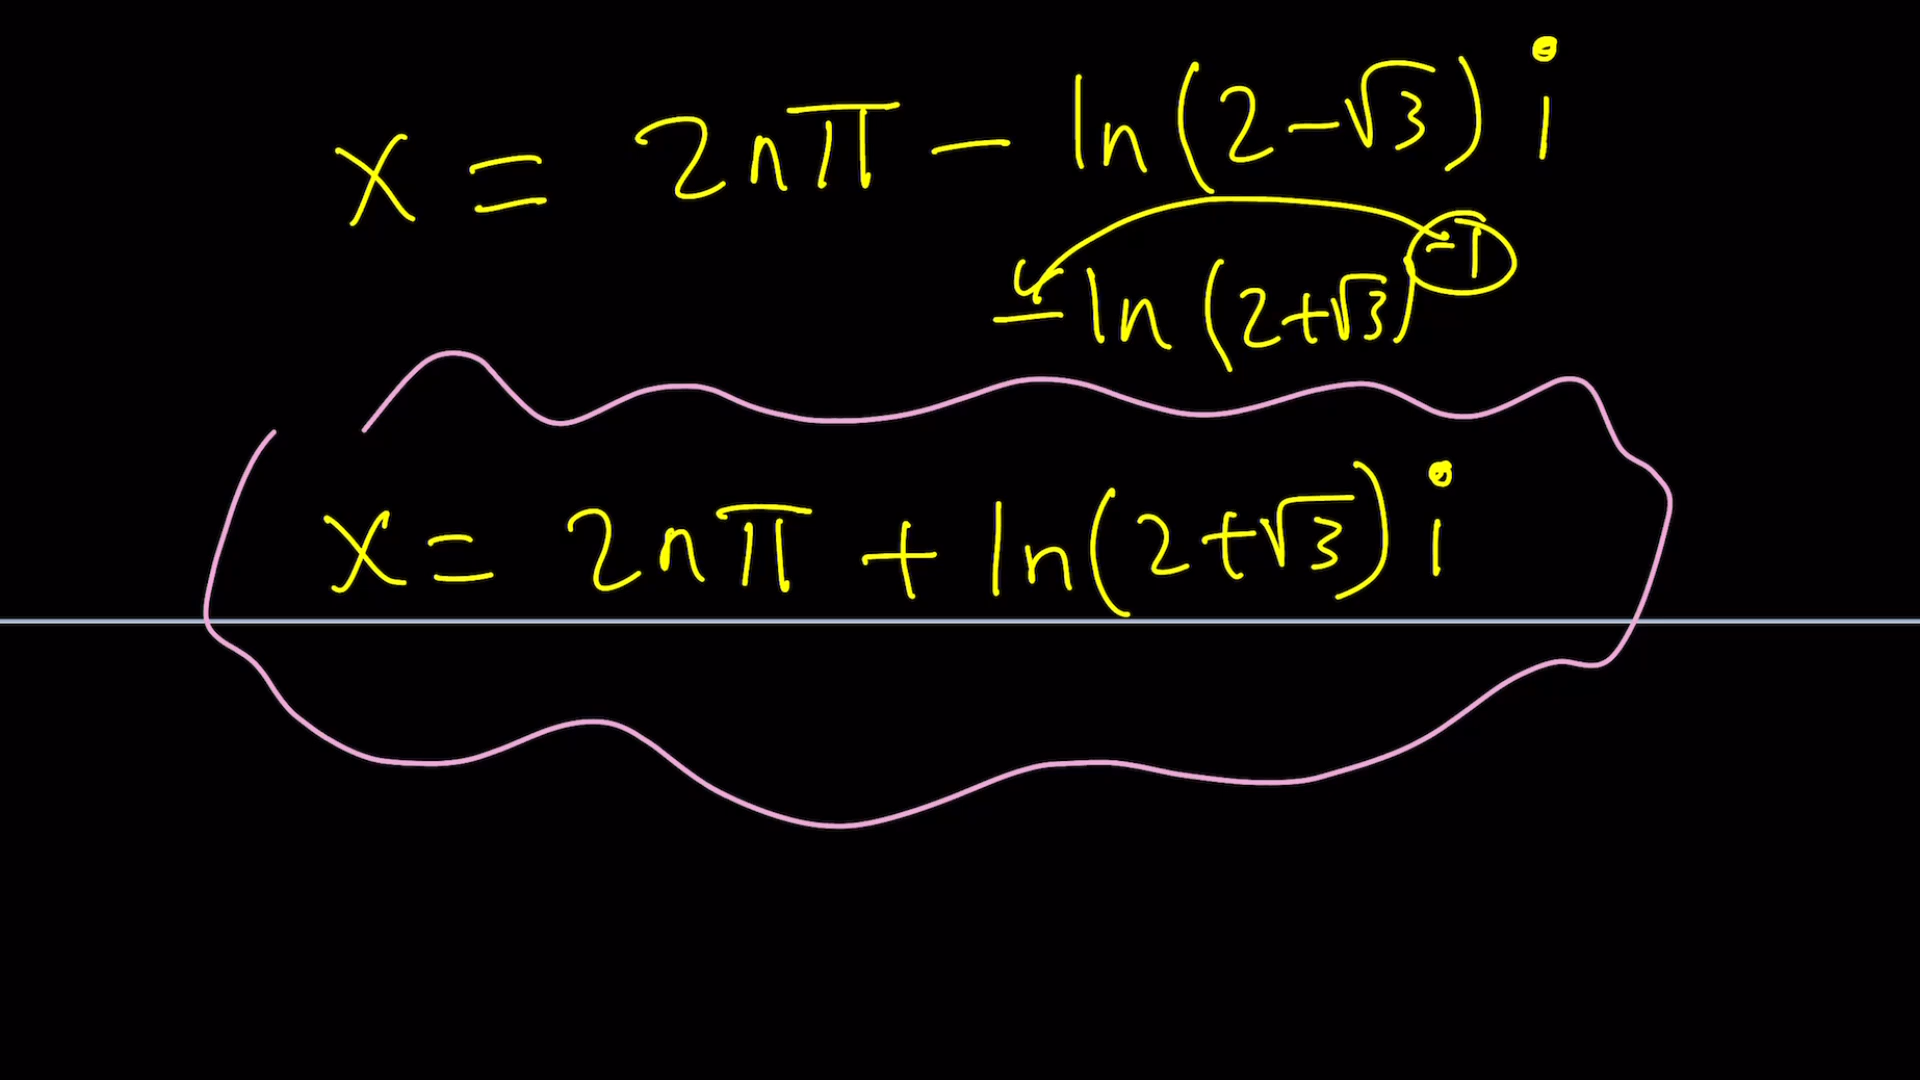 x = 2nπ − ln(2−√3) i
− ln(2+√3)⁻¹
x = 2nπ + ln(2+√3) i